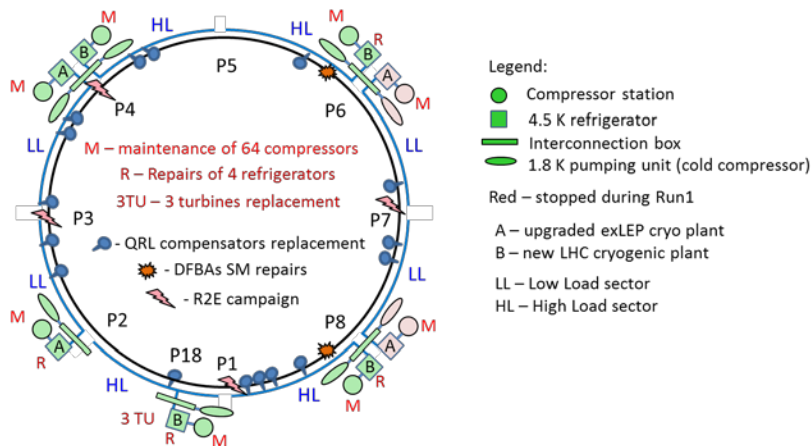 M
HL
HL
M
B
A
M
P4
P5
P6
R
B
A
M
LL
LL
M – maintenance of 64 compressors
R – Repairs of 4 refrigerators
3TU – 3 turbines replacement
P3
P7
- QRL compensators replacement
- DFBAs SM repairs
- R2E campaign
LL
LL
M
A
R
P2
P8
A
M
B
R
M
P18
P1
HL
HL
3 TU
B
R
M
Legend:
Compressor station
4.5 K refrigerator
Interconnection box
1.8 K pumping unit (cold compressor)
Red – stopped during Run1
A – upgraded exLEP cryo plant
B – new LHC cryogenic plant
LL – Low Load sector
HL – High Load sector